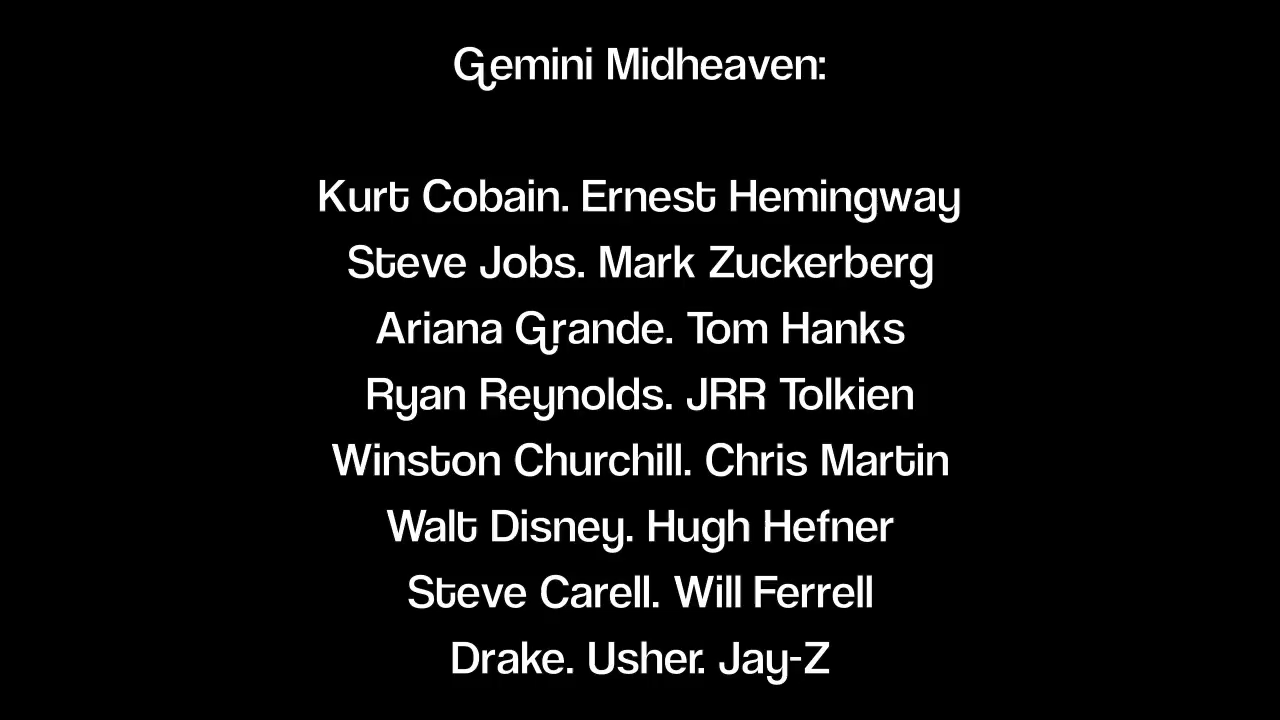 Gemini Midheaven:
Kurt Cobain. Ernest Hemingway
Steve Jobs. Mark Zuckerberg
Ariana Grande. Tom Hanks
Ryan Reynolds. JRR Tolkien
Winston Churchill. Chris Martin
Walt Disney. Hugh Hefner
Steve Carell. Will Ferrell
Drake. Usher. Jay-Z